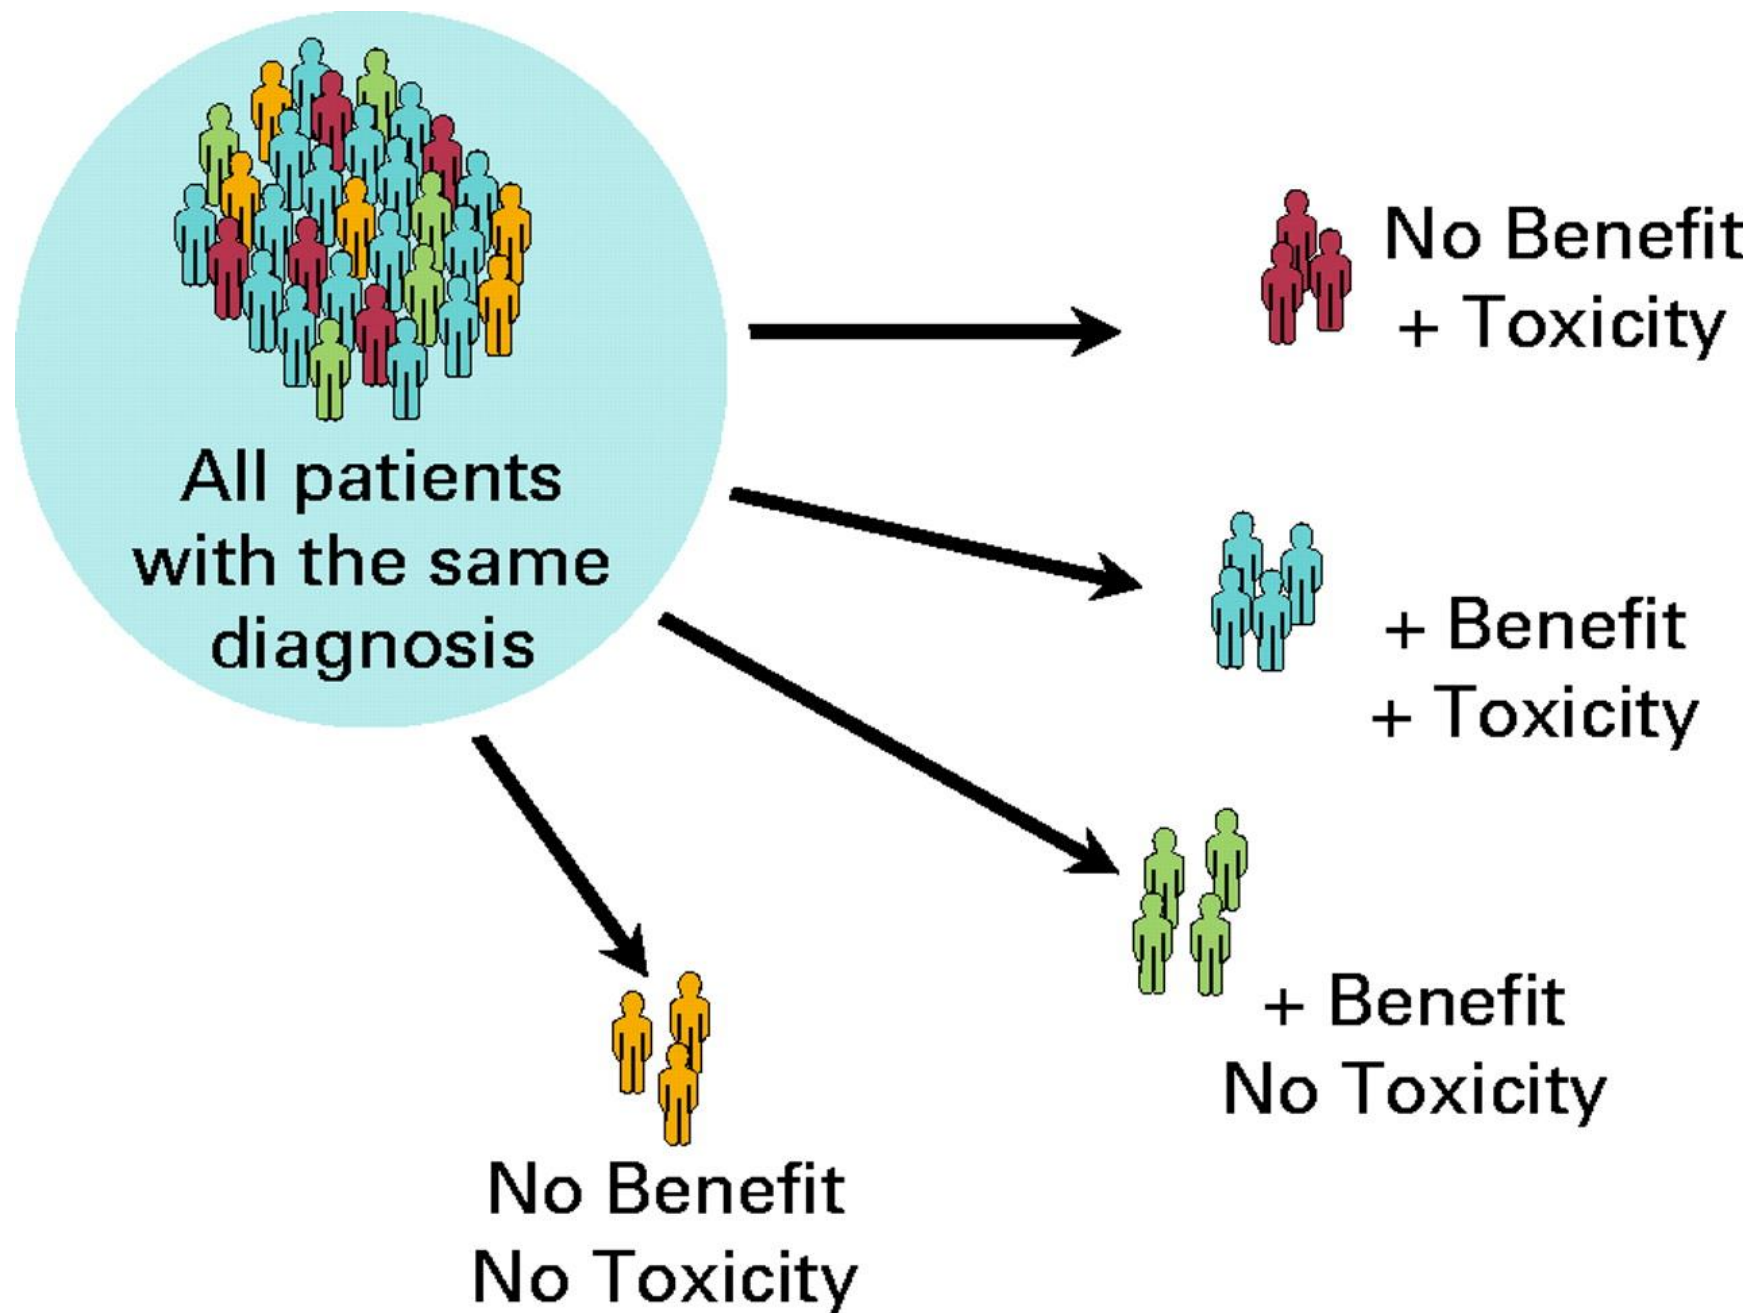 All patients
with the same
diagnosis
No Benefit
+ Toxicity
+ Benefit
+ Toxicity
+ Benefit
No Toxicity
No Benefit
No Toxicity